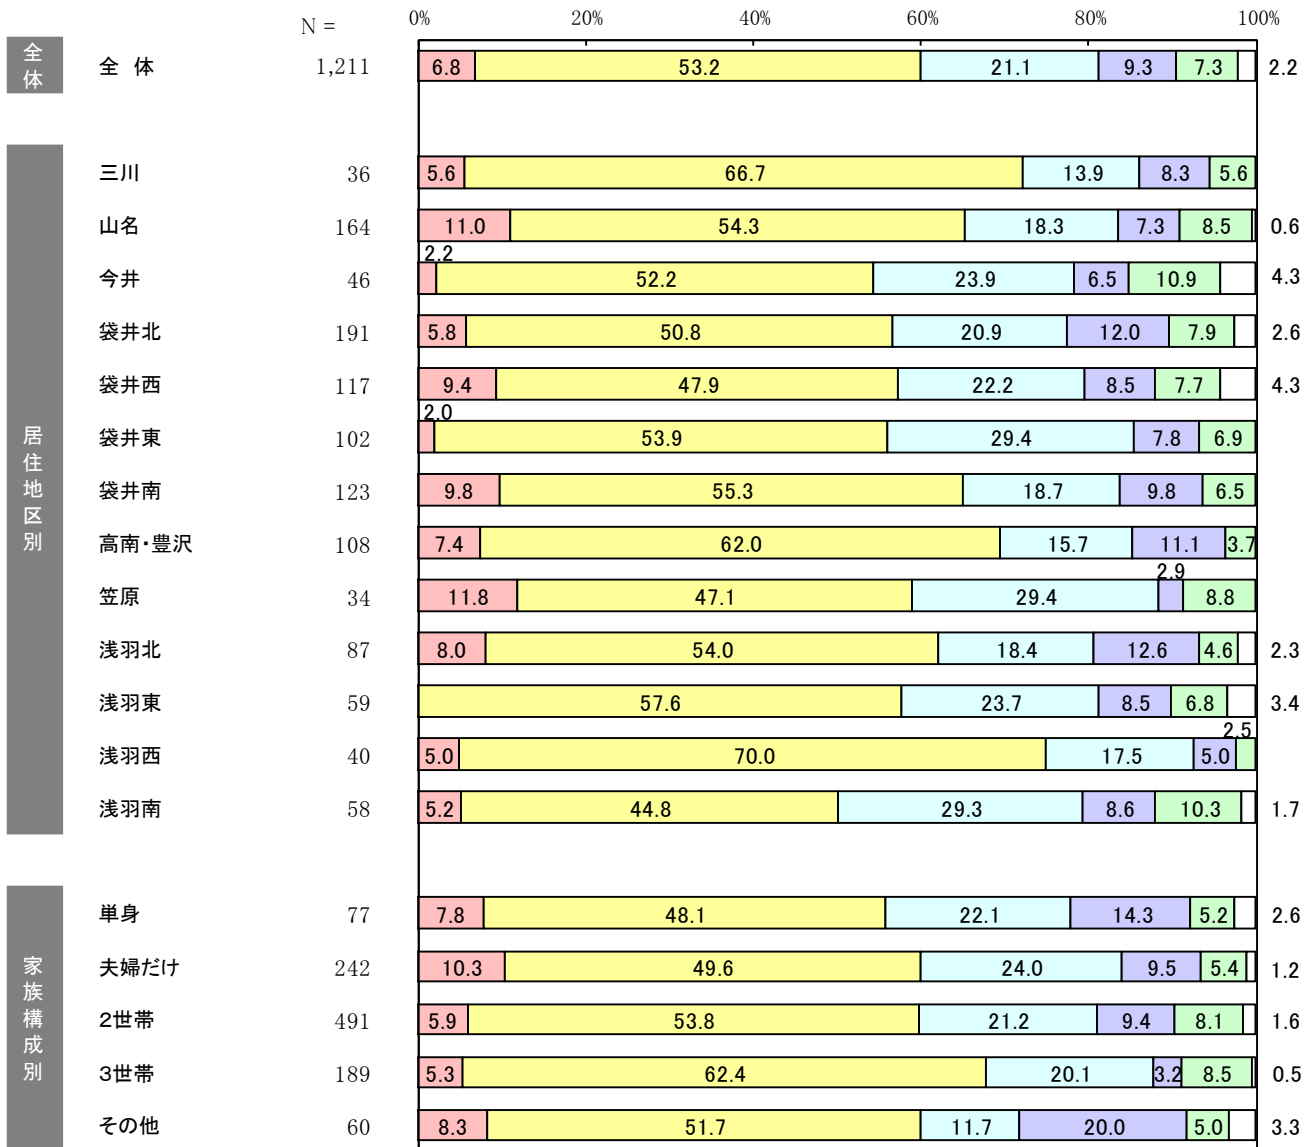 N =
0% 20% 40% 60% 80% 100%
全体
全 体 1,211 6.8 53.2 21.1 9.3 7.3 2.2
居住地区別
三川 36 5.6 66.7 13.9 8.3 5.6
山名 164 11.0 54.3 18.3 7.3 8.5 0.6
今井 46 2.2 52.2 23.9 6.5 10.9 4.3
袋井北 191 5.8 50.8 20.9 12.0 7.9 2.6
袋井西 117 9.4 47.9 22.2 8.5 7.7 4.3
袋井東 102 2.0 53.9 29.4 7.8 6.9
袋井南 123 9.8 55.3 18.7 9.8 6.5
高南・豊沢 108 7.4 62.0 15.7 11.1 3.7
笠原 34 11.8 47.1 29.4 2.9 8.8
浅羽北 87 8.0 54.0 18.4 12.6 4.6 2.3
浅羽東 59 57.6 23.7 8.5 6.8 3.4
浅羽西 40 5.0 70.0 17.5 5.0 2.5
浅羽南 58 5.2 44.8 29.3 8.6 10.3 1.7
家族構成別
単身 77 7.8 48.1 22.1 14.3 5.2 2.6
夫婦だけ 242 10.3 49.6 24.0 9.5 5.4 1.2
2世帯 491 5.9 53.8 21.2 9.4 8.1 1.6
3世帯 189 5.3 62.4 20.1 3.2 8.5 0.5
その他 60 8.3 51.7 11.7 20.0 5.0 3.3